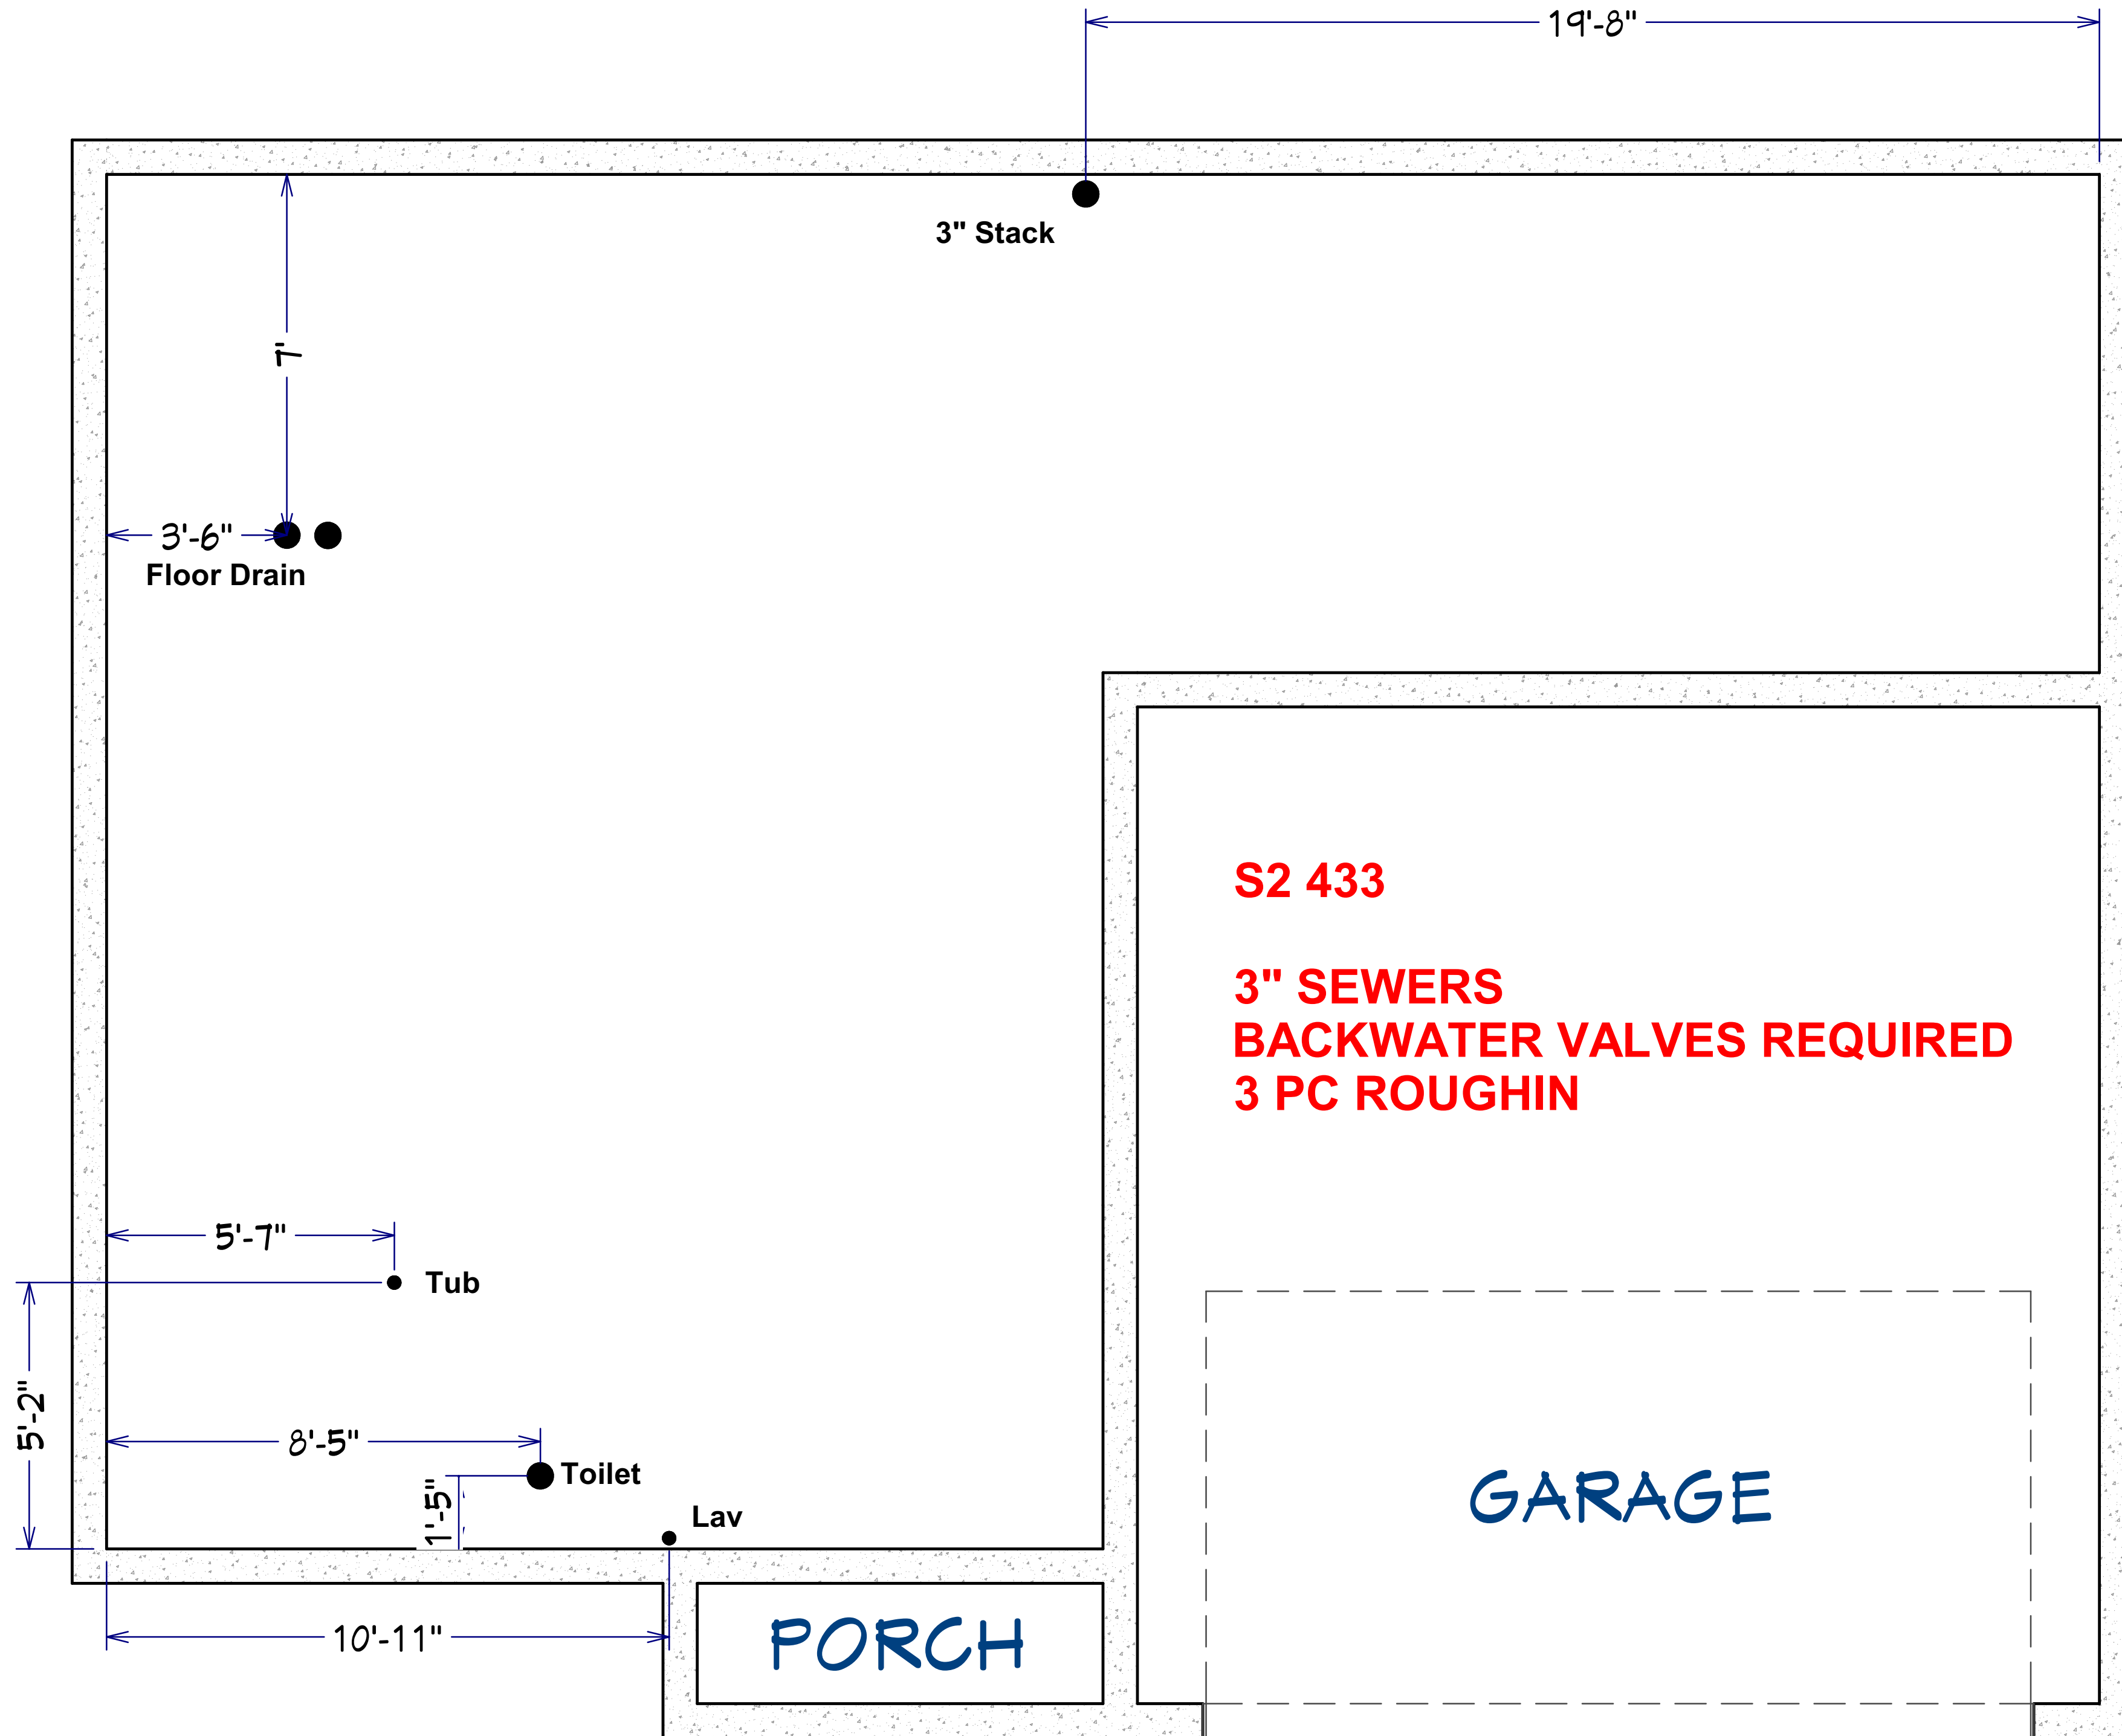 19'-8"
3" Stack
7'
3'-6"
Floor Drain
S2 433
3" SEWERS
BACKWATER VALVES REQUIRED
3 PC ROUGHIN
5'-7"
Tub
5'-2"
8'-5"
Toilet
1'-5"
Lav
GARAGE
10'-11"
PORCH